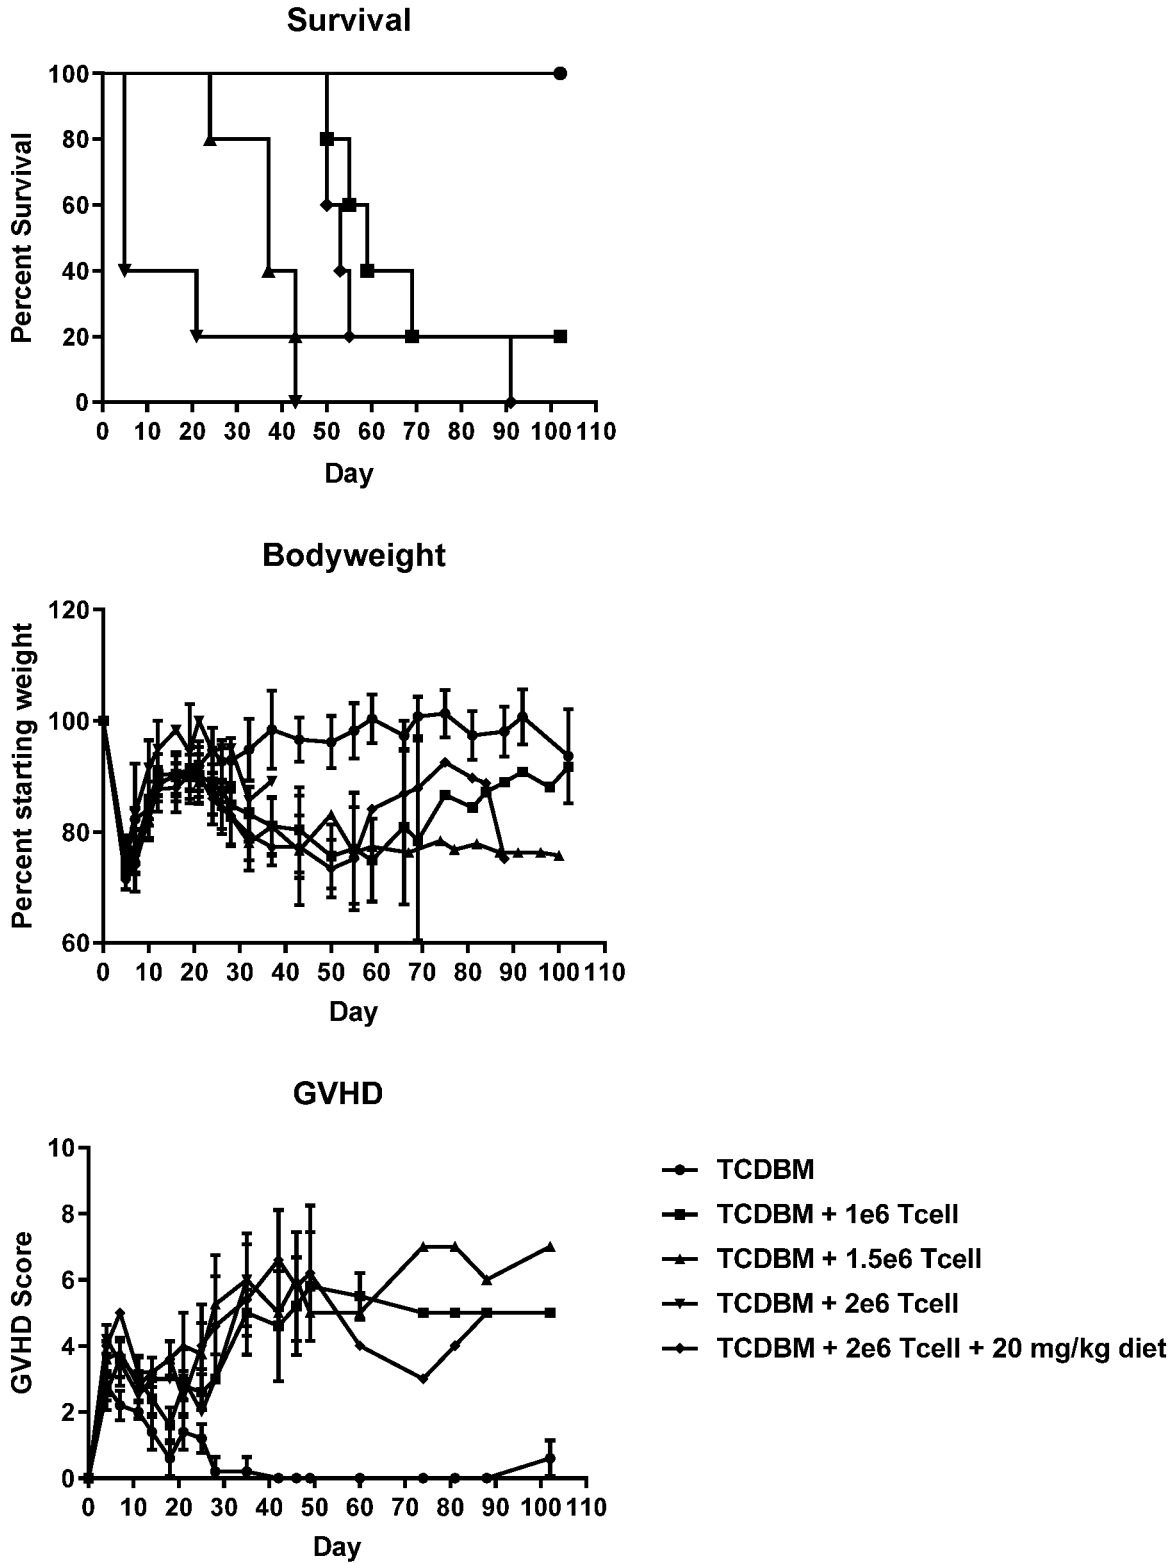 Survival
100
80
60
40
20
0
Percent Survival
0 10 20 30 40 50 60 70 80 90 100 110
Day
Bodyweight
120
100
80
60
Percent starting weight
0 10 20 30 40 50 60 70 80 90 100 110
Day
GVHD
10
8
6
4
2
0
GVHD Score
0 10 20 30 40 50 60 70 80 90 100 110
Day
TCDBM
TCDBM + 1e6 Tcell
TCDBM + 1.5e6 Tcell
TCDBM + 2e6 Tcell
TCDBM + 2e6 Tcell + 20 mg/kg diet